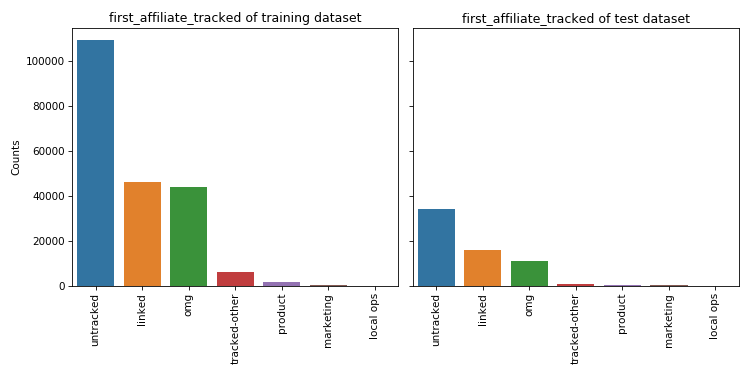 first_affiliate_tracked of training dataset
first_affiliate_tracked of test dataset
Counts
100000
80000
60000
40000
20000
0
untracked
linked
omg
tracked-other
product
marketing
local ops
untracked
linked
omg
tracked-other
product
marketing
local ops